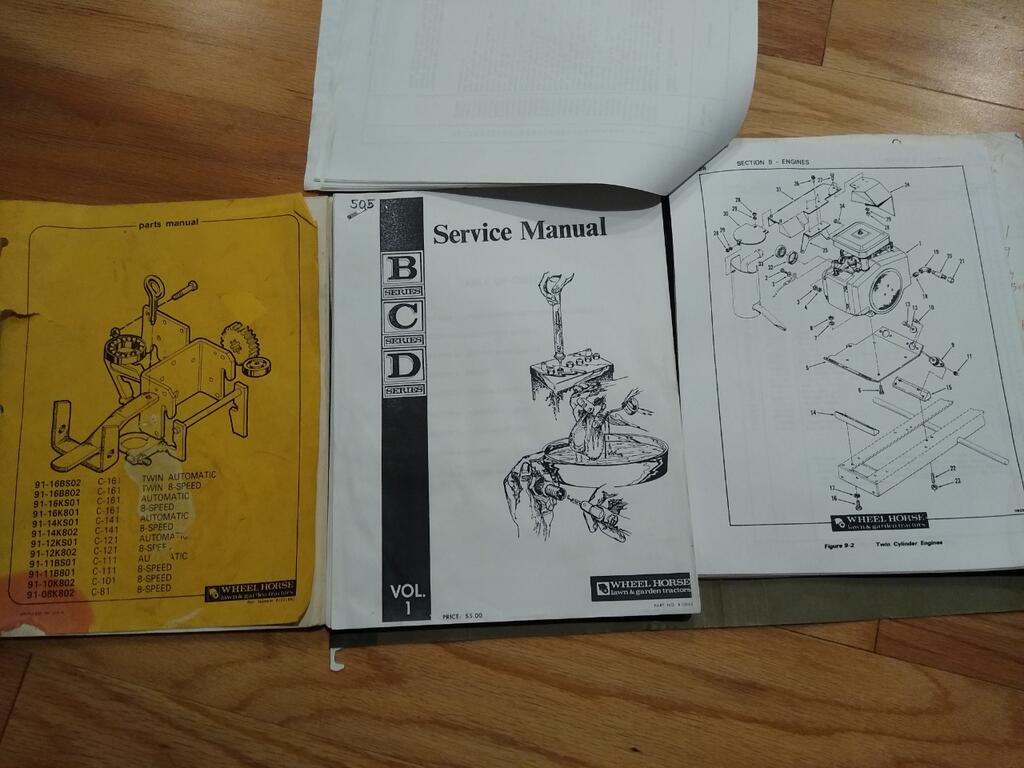 parts manual
91-16BS02 C-161 TWIN AUTOMATIC
91-16B802 C-161 TWIN 8-SPEED
91-16KS01 C-161 AUTOMATIC
91-16K801 C-161 8-SPEED
91-14KS01 C-141 AUTOMATIC
91-14K802 C-141 8-SPEED
91-12KS01 C-121 AUTOMATIC
91-12K802 C-121 8-SPEED
91-11BS01 C-111 AU ATIC
91-11B801 C-111 8-SPEED
91-10K802 C-101 8-SPEED
91-08K802 C-81 8-SPEED
WHEEL HORSE
lawn & garden tractors
505
Service Manual
B
SERIES
C
SERIES
D
SERIES
VOL.
1
PRICE: $5.00
WHEEL HORSE
lawn & garden tractors
PART NO.
SECTION 9 - ENGINES
WHEEL HORSE
lawn & garden tractors
Figure 9-2 Twin Cylinder Engines